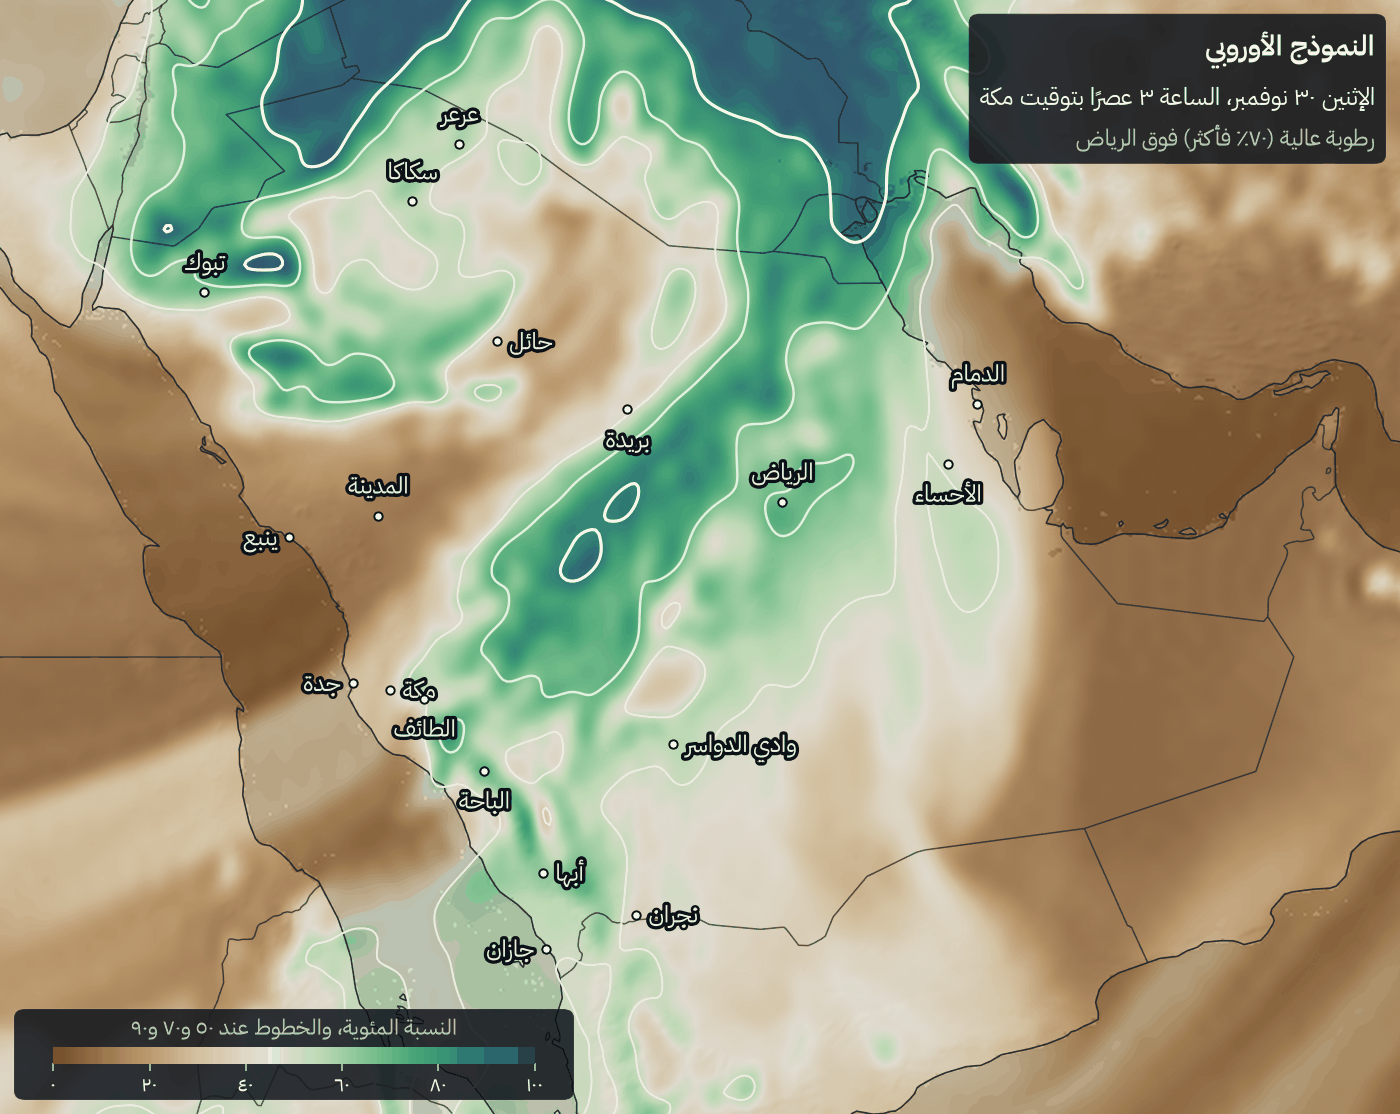 النموذج الأوروبي
الإثنين ٣٠ نوفمبر، الساعة ٣ عصرًا بتوقيت مكة
رطوبة عالية (٧٠٪ فأكثر) فوق الرياض
عرعر
سكاكا
تبوك
حائل
الدمام
بريدة
الرياض
الأحساء
المدينة
ينبع
جدة
مكة
الطائف
وادي الدواسر
الباحة
أبها
نجران
جازان
النسبة المئوية، والخطوط عند ٥٠ و٧٠ و٩٠
٠ ٢٠ ٤٠ ٦٠ ٨٠ ١٠٠